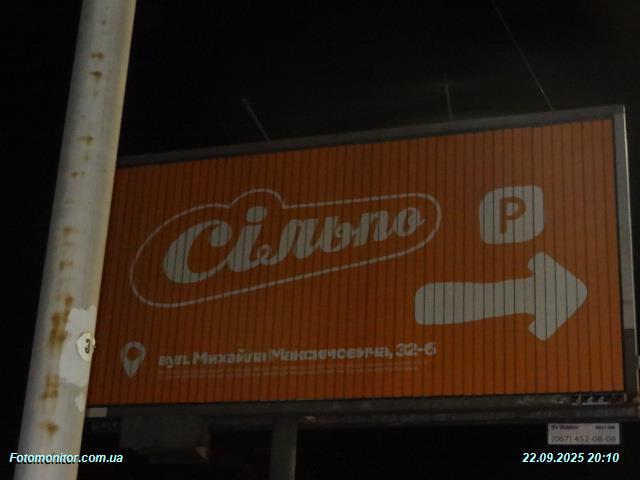 Сільпо
P
вул. Михайла Максимовича, 32-б
(067) 452-08-08
Fotomonitor.com.ua
22.09.2025 20:10